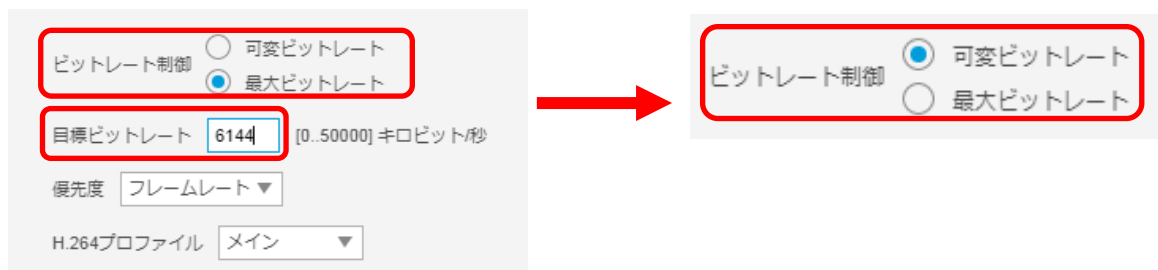 ビットレート制御
可変ビットレート
最大ビットレート
目標ビットレート 6144 [0..50000] キロビット/秒
優先度 フレームレート▼
H.264プロファイル メイン ▼
ビットレート制御
可変ビットレート
最大ビットレート